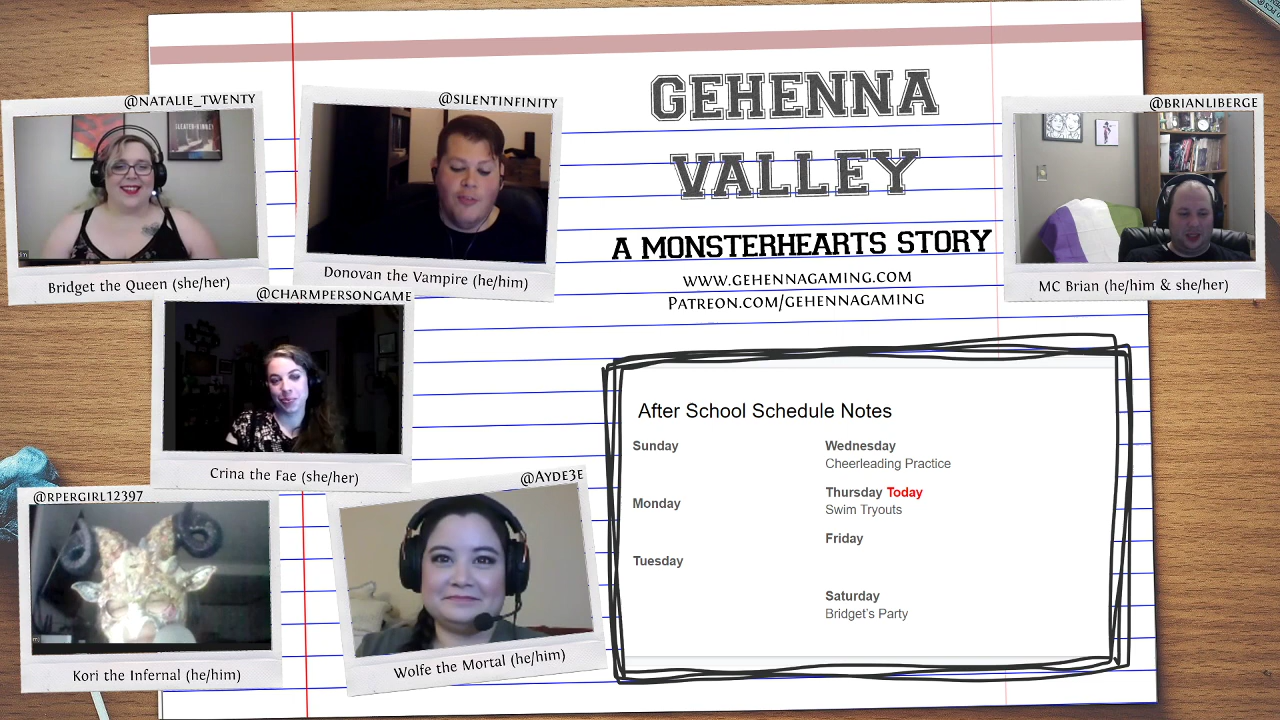 @NATALIE_TWENTY
SLEATER-KINNEY
Bridget the Queen (she/her)
@SILENTINFINITY
Donovan the Vampire (he/him)
GEHENNA
VALLEY
A MONSTERHEARTS STORY
WWW.GEHENNAGAMING.COM
PATREON.COM/GEHENNAGAMING
@BRIANLIBERGE
MC Brian (he/him & she/her)
@CHARMPERSONGAME
Crina the Fae (she/her)
@RPERGIRL12397
Kori the Infernal (he/him)
@AYDE3E
Wolfe the Mortal (he/him)
After School Schedule Notes
Sunday
Monday
Tuesday
Wednesday
Cheerleading Practice
Thursday Today
Swim Tryouts
Friday
Saturday
Bridget's Party